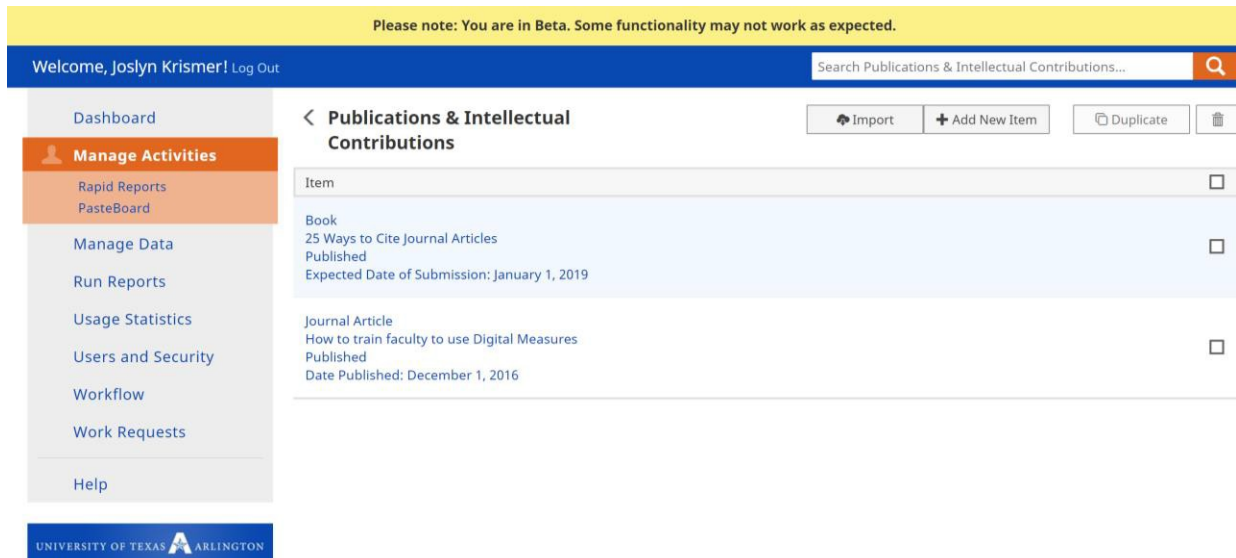 Please note: You are in Beta. Some functionality may not work as expected.
Welcome, Joslyn Krismer! Log Out
Search Publications & Intellectual Contributions...
Dashboard
Manage Activities
Rapid Reports
PasteBoard
Manage Data
Run Reports
Usage Statistics
Users and Security
Workflow
Work Requests
Help
UNIVERSITY OF TEXAS ARLINGTON
Publications & Intellectual
Contributions
Import
Add New Item
Duplicate
Item
Book
25 Ways to Cite Journal Articles
Published
Expected Date of Submission: January 1, 2019
Journal Article
How to train faculty to use Digital Measures
Published
Date Published: December 1, 2016